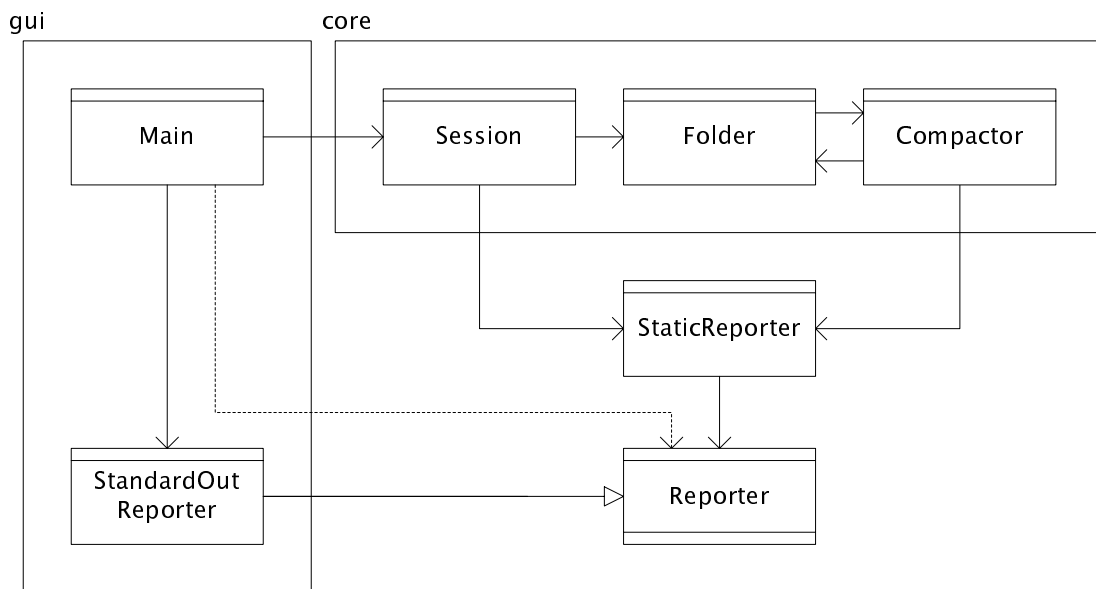 gui
core
Main
Session
Folder
Compactor
StaticReporter
StandardOut
Reporter
Reporter